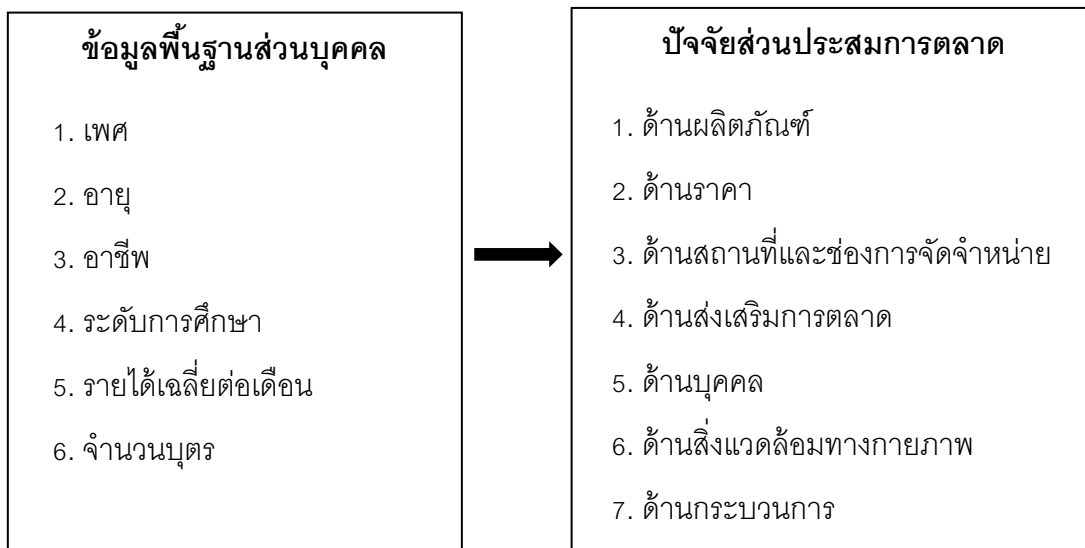 ข้อมูลพื้นฐานส่วนบุคคล
1. เพศ
2. อายุ
3. อาชีพ
4. ระดับการศึกษา
5. รายได้เฉลี่ยต่อเดือน
6. จำนวนบุตร
ปัจจัยส่วนประสมการตลาด
1. ด้านผลิตภัณฑ์
2. ด้านราคา
3. ด้านสถานที่และช่องการจัดจำหน่าย
4. ด้านส่งเสริมการตลาด
5. ด้านบุคคล
6. ด้านสิ่งแวดล้อมทางกายภาพ
7. ด้านกระบวนการ